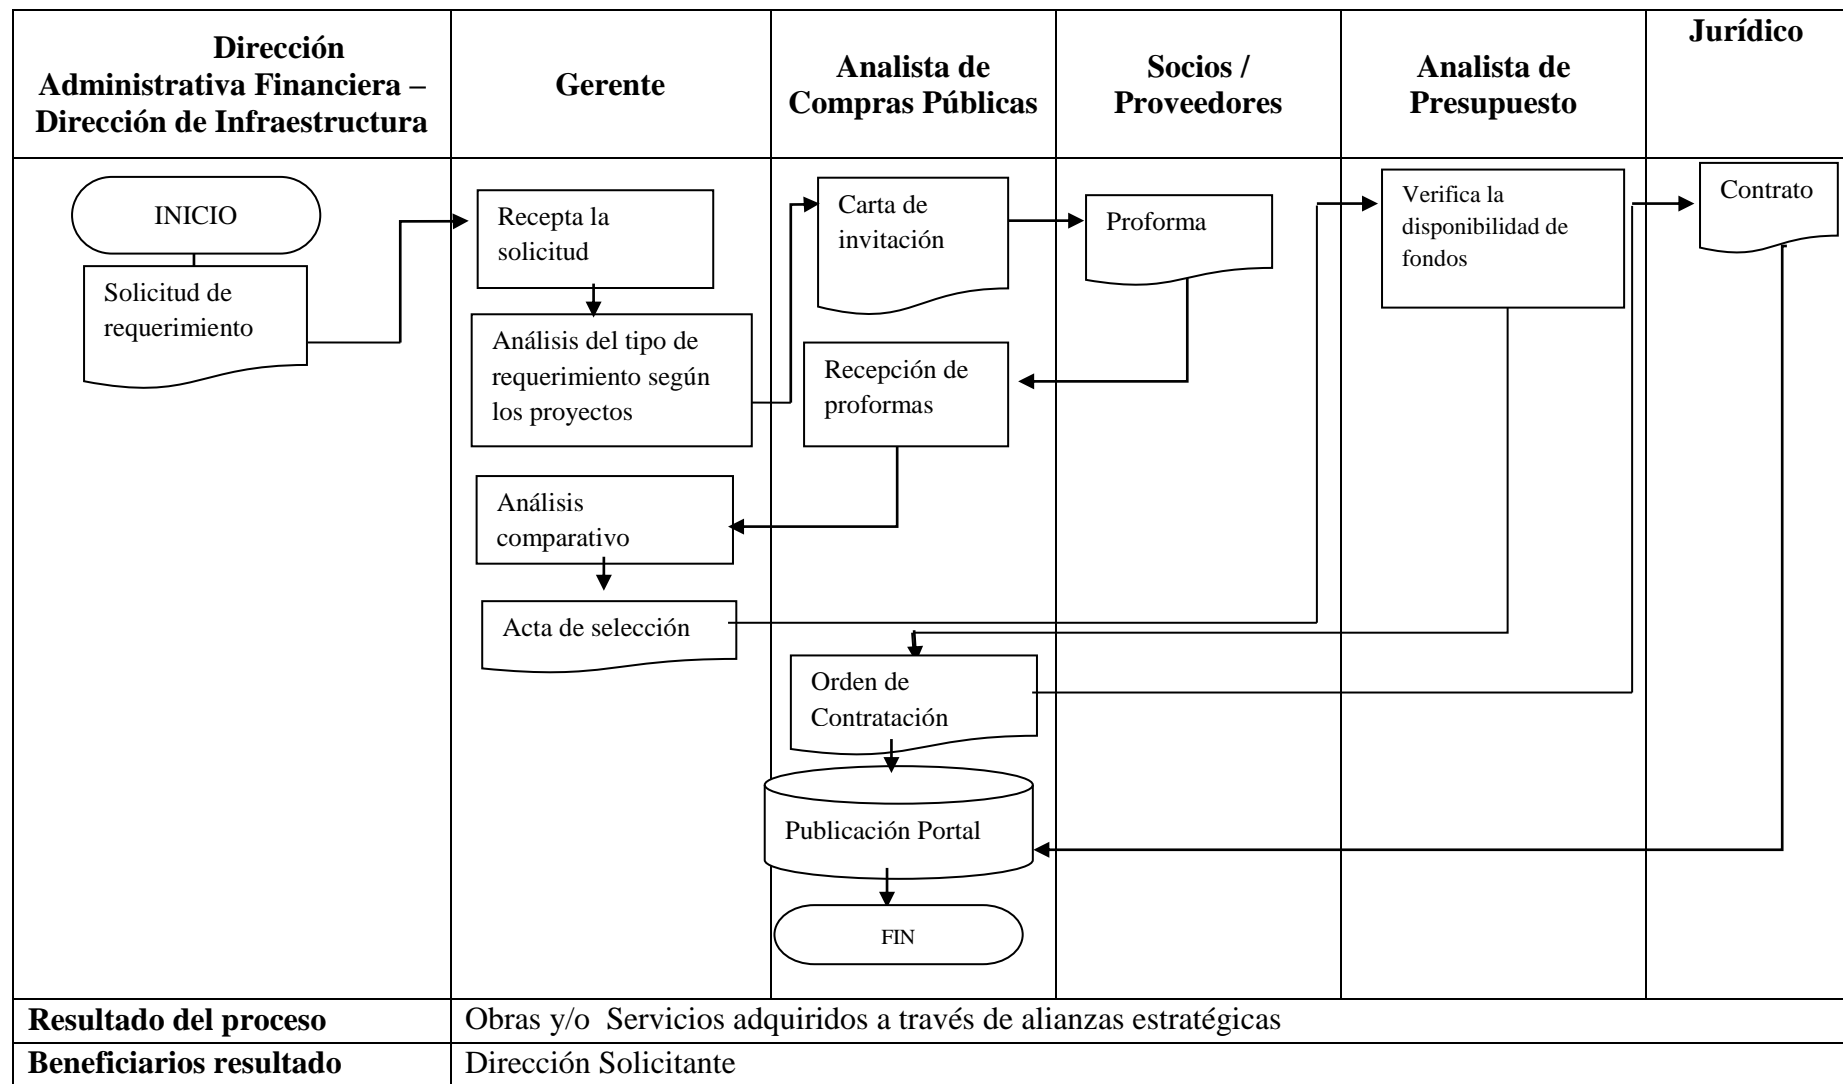 Dirección
Administrativa Financiera –
Dirección de Infraestructura
Gerente
Analista de
Compras Públicas
Socios /
Proveedores
Analista de
Presupuesto
Jurídico
INICIO
Solicitud de
requerimiento
Recepta la
solicitud
Análisis del tipo de
requerimiento según
los proyectos
Carta de
invitación
Proforma
Recepción de
proformas
Análisis
comparativo
Acta de selección
Verifica la
disponibilidad de
fondos
Orden de
Contratación
Contrato
Publicación Portal
FIN
Resultado del proceso
Obras y/o  Servicios adquiridos a través de alianzas estratégicas
Beneficiarios resultado
Dirección Solicitante